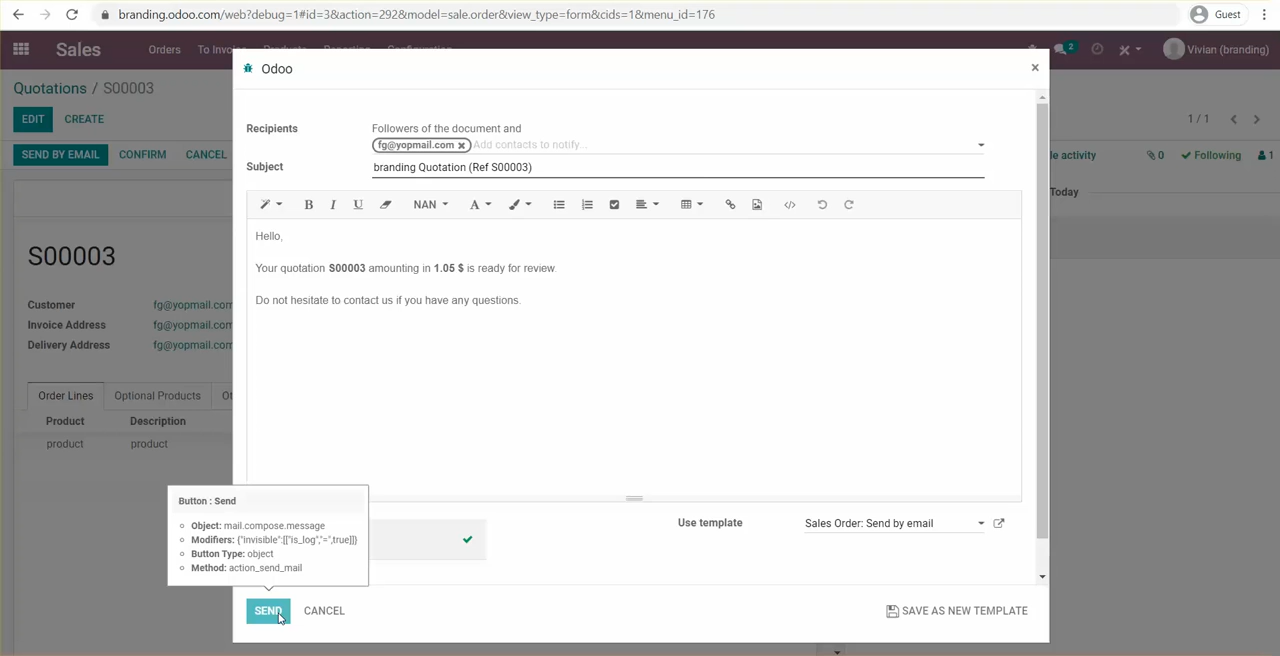 branding.odoo.com/web?debug=1#id=3&action=292&model=sale.order&view_type=form&cids=1&menu_id=176
Guest
Sales
Orders
2
Vivian (branding)
Odoo
×
Quotations / S00003
EDIT
CREATE
1 / 1
SEND BY EMAIL
CONFIRM
CANCEL
le activity
0
Following
1
Today
Recipients
Followers of the document and
fg@yopmail.com ×
Add contacts to notify...
Subject
branding Quotation (Ref S00003)
B I U
NAN
A
</>
Hello,
Your quotation S00003 amounting in 1.05 $ is ready for review.
Do not hesitate to contact us if you have any questions.
S00003
Customer
fg@yopmail.com
Invoice Address
fg@yopmail.com
Delivery Address
fg@yopmail.com
Order Lines
Optional Products
Ot
Product
Description
product
product
Button : Send
Object: mail.compose.message
Modifiers: {"invisible":[["is_log","=",true]]}
Button Type: object
Method: action_send_mail
Use template
Sales Order: Send by email
SEND
CANCEL
SAVE AS NEW TEMPLATE